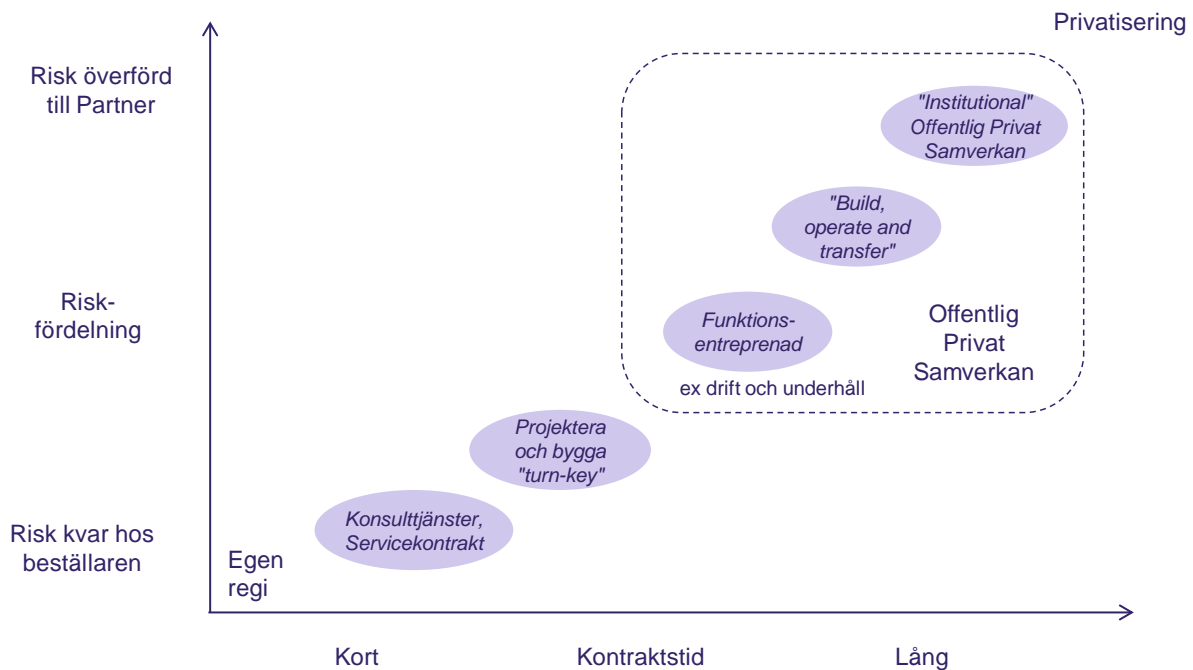 Privatisering
Risk överförd
till Partner
"Institutional"
Offentlig Privat
Samverkan
"Build,
operate and
transfer"
Risk-
fördelning
Funktions-
entreprenad
ex drift och underhåll
Offentlig
Privat
Samverkan
Projektera
och bygga
"turn-key"
Konsulttjänster,
Servicekontrakt
Risk kvar hos
beställaren
Egen
regi
Kort
Kontraktstid
Lång